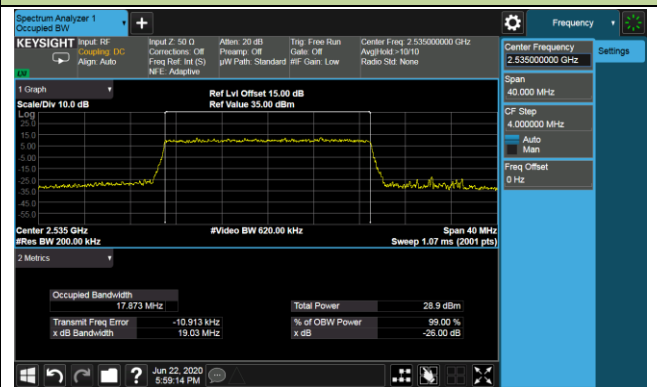 Spectrum Analyzer 1
Occupied BW
Frequency
KEYSIGHT
Input: RF
Coupling: DC
Align: Auto
Input Z: 50 Ω
Corrections: Off
Freq Ref: Int (S)
NFE: Adaptive
Atten: 20 dB
Preamp: Off
µW Path: Standard
Trig: Free Run
Gate: Off
#IF Gain: Low
Center Freq: 2.535000000 GHz
Avg|Hold:>10/10
Radio Std: None
Center Frequency
2.535000000 GHz
Settings
Span
40.000 MHz
CF Step
4.000000 MHz
Auto
Man
Freq Offset
0 Hz
1 Graph
Scale/Div 10.0 dB
Ref Lvl Offset 15.00 dB
Ref Value 35.00 dBm
Log
25.0
15.0
5.00
-5.00
-15.0
-25.0
-35.0
-45.0
-55.0
Center 2.535 GHz
#Res BW 200.00 kHz
#Video BW 620.00 kHz
Span 40 MHz
Sweep 1.07 ms (2001 pts)
2 Metrics
Occupied Bandwidth
17.873 MHz
Total Power 28.9 dBm
Transmit Freq Error -10.913 kHz
% of OBW Power 99.00 %
x dB Bandwidth 19.03 MHz
x dB -26.00 dB
Jun 22, 2020
5:59:14 PM